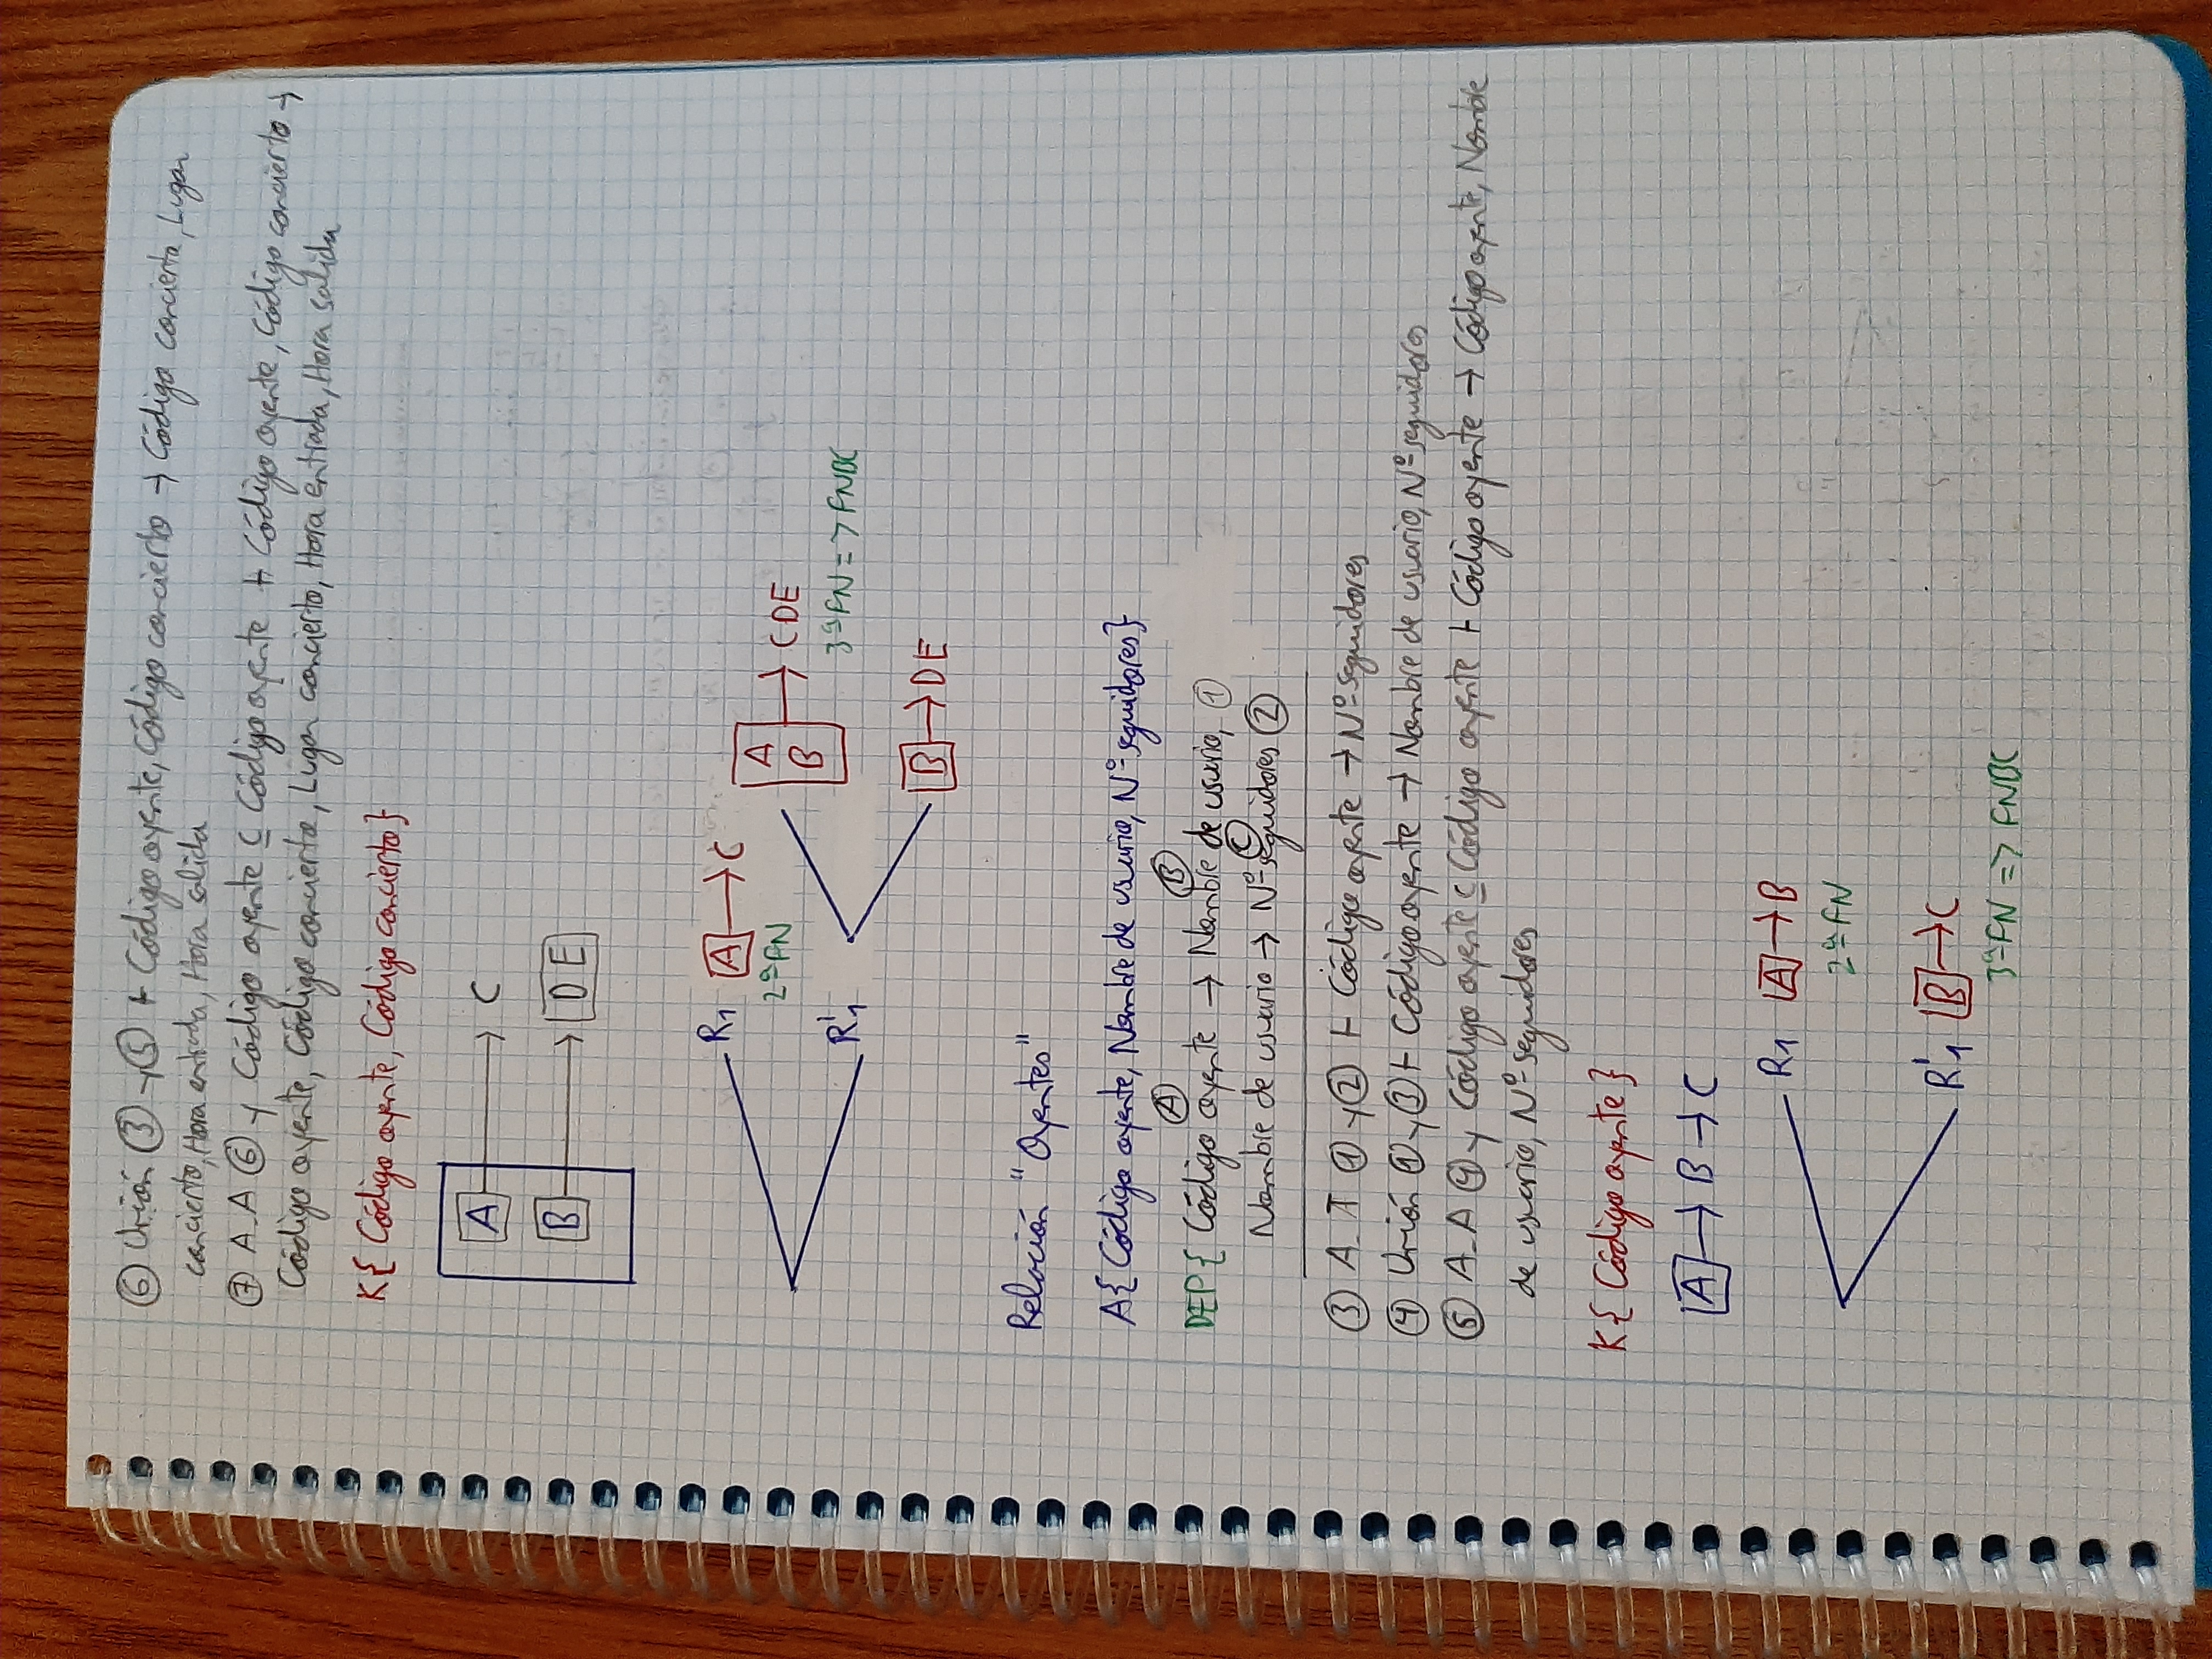 ⑥ Unión ③ y ⑤ ⊢ Código oyente, Código concierto → Código concierto, Lugar
concierto, Hora entrada, Hora salida
⑦ A.A ⑥ y Código oyente ⊆ Código oyente ⊢ Código oyente, Código concierto →
Código oyente, Código concierto, Lugar concierto, Hora entrada, Hora salida
K{ Código oyente, Código concierto}
A → C
B → D E
R1 A → C
2ª FN
A
B → CDE
3ª FN => FNBC
R'1
B → DE
Relación "Oyentes"
A{ Código oyente, Nombre de usuario, Nº seguidores}
Ⓐ Ⓑ
DEP{ Código oyente → Nombre de usuario, ①
Ⓒ
Nombre de usuario → Nº seguidores ②
③ A.T ① y ② ⊢ Código oyente → Nº seguidores
④ Unión ① y ③ ⊢ Código oyente → Nombre de usuario, Nº seguidores
⑤ A.A ④ y Código oyente ⊆ Código oyente ⊢ Código oyente → Código oyente, Nombre
de usuario, Nº seguidores
K{ Código oyente }
A → B → C
R1 A → B
2ª FN
R'1 B → C
3ª FN => FNBC